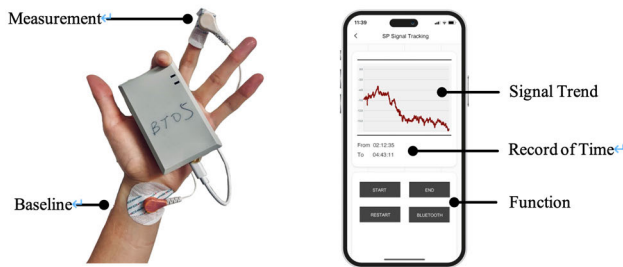 Measurement↵
BTDS
Baseline↵
11:39
SP Signal Tracking
From 02:12:35
To 04:43:11
START
END
RESTART
BLUETOOTH
Signal Trend
Record of Time↵
Function